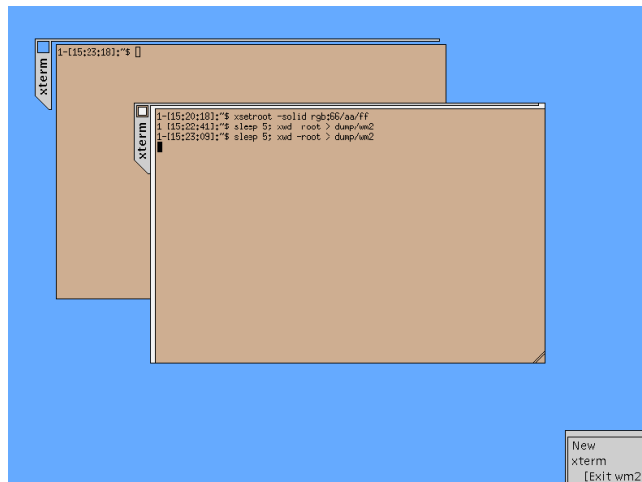 1-[15:23:18]:~$
xterm
1-[15:20:18]:~$ xsetroot -solid rgb:66/aa/ff
1 [15:22:41]:~$ sleep 5; xwd  root > dump/wm2
1-[15:23:09]:~$ sleep 5; xwd -root > dump/wm2
xterm
New
xterm
[Exit wm2